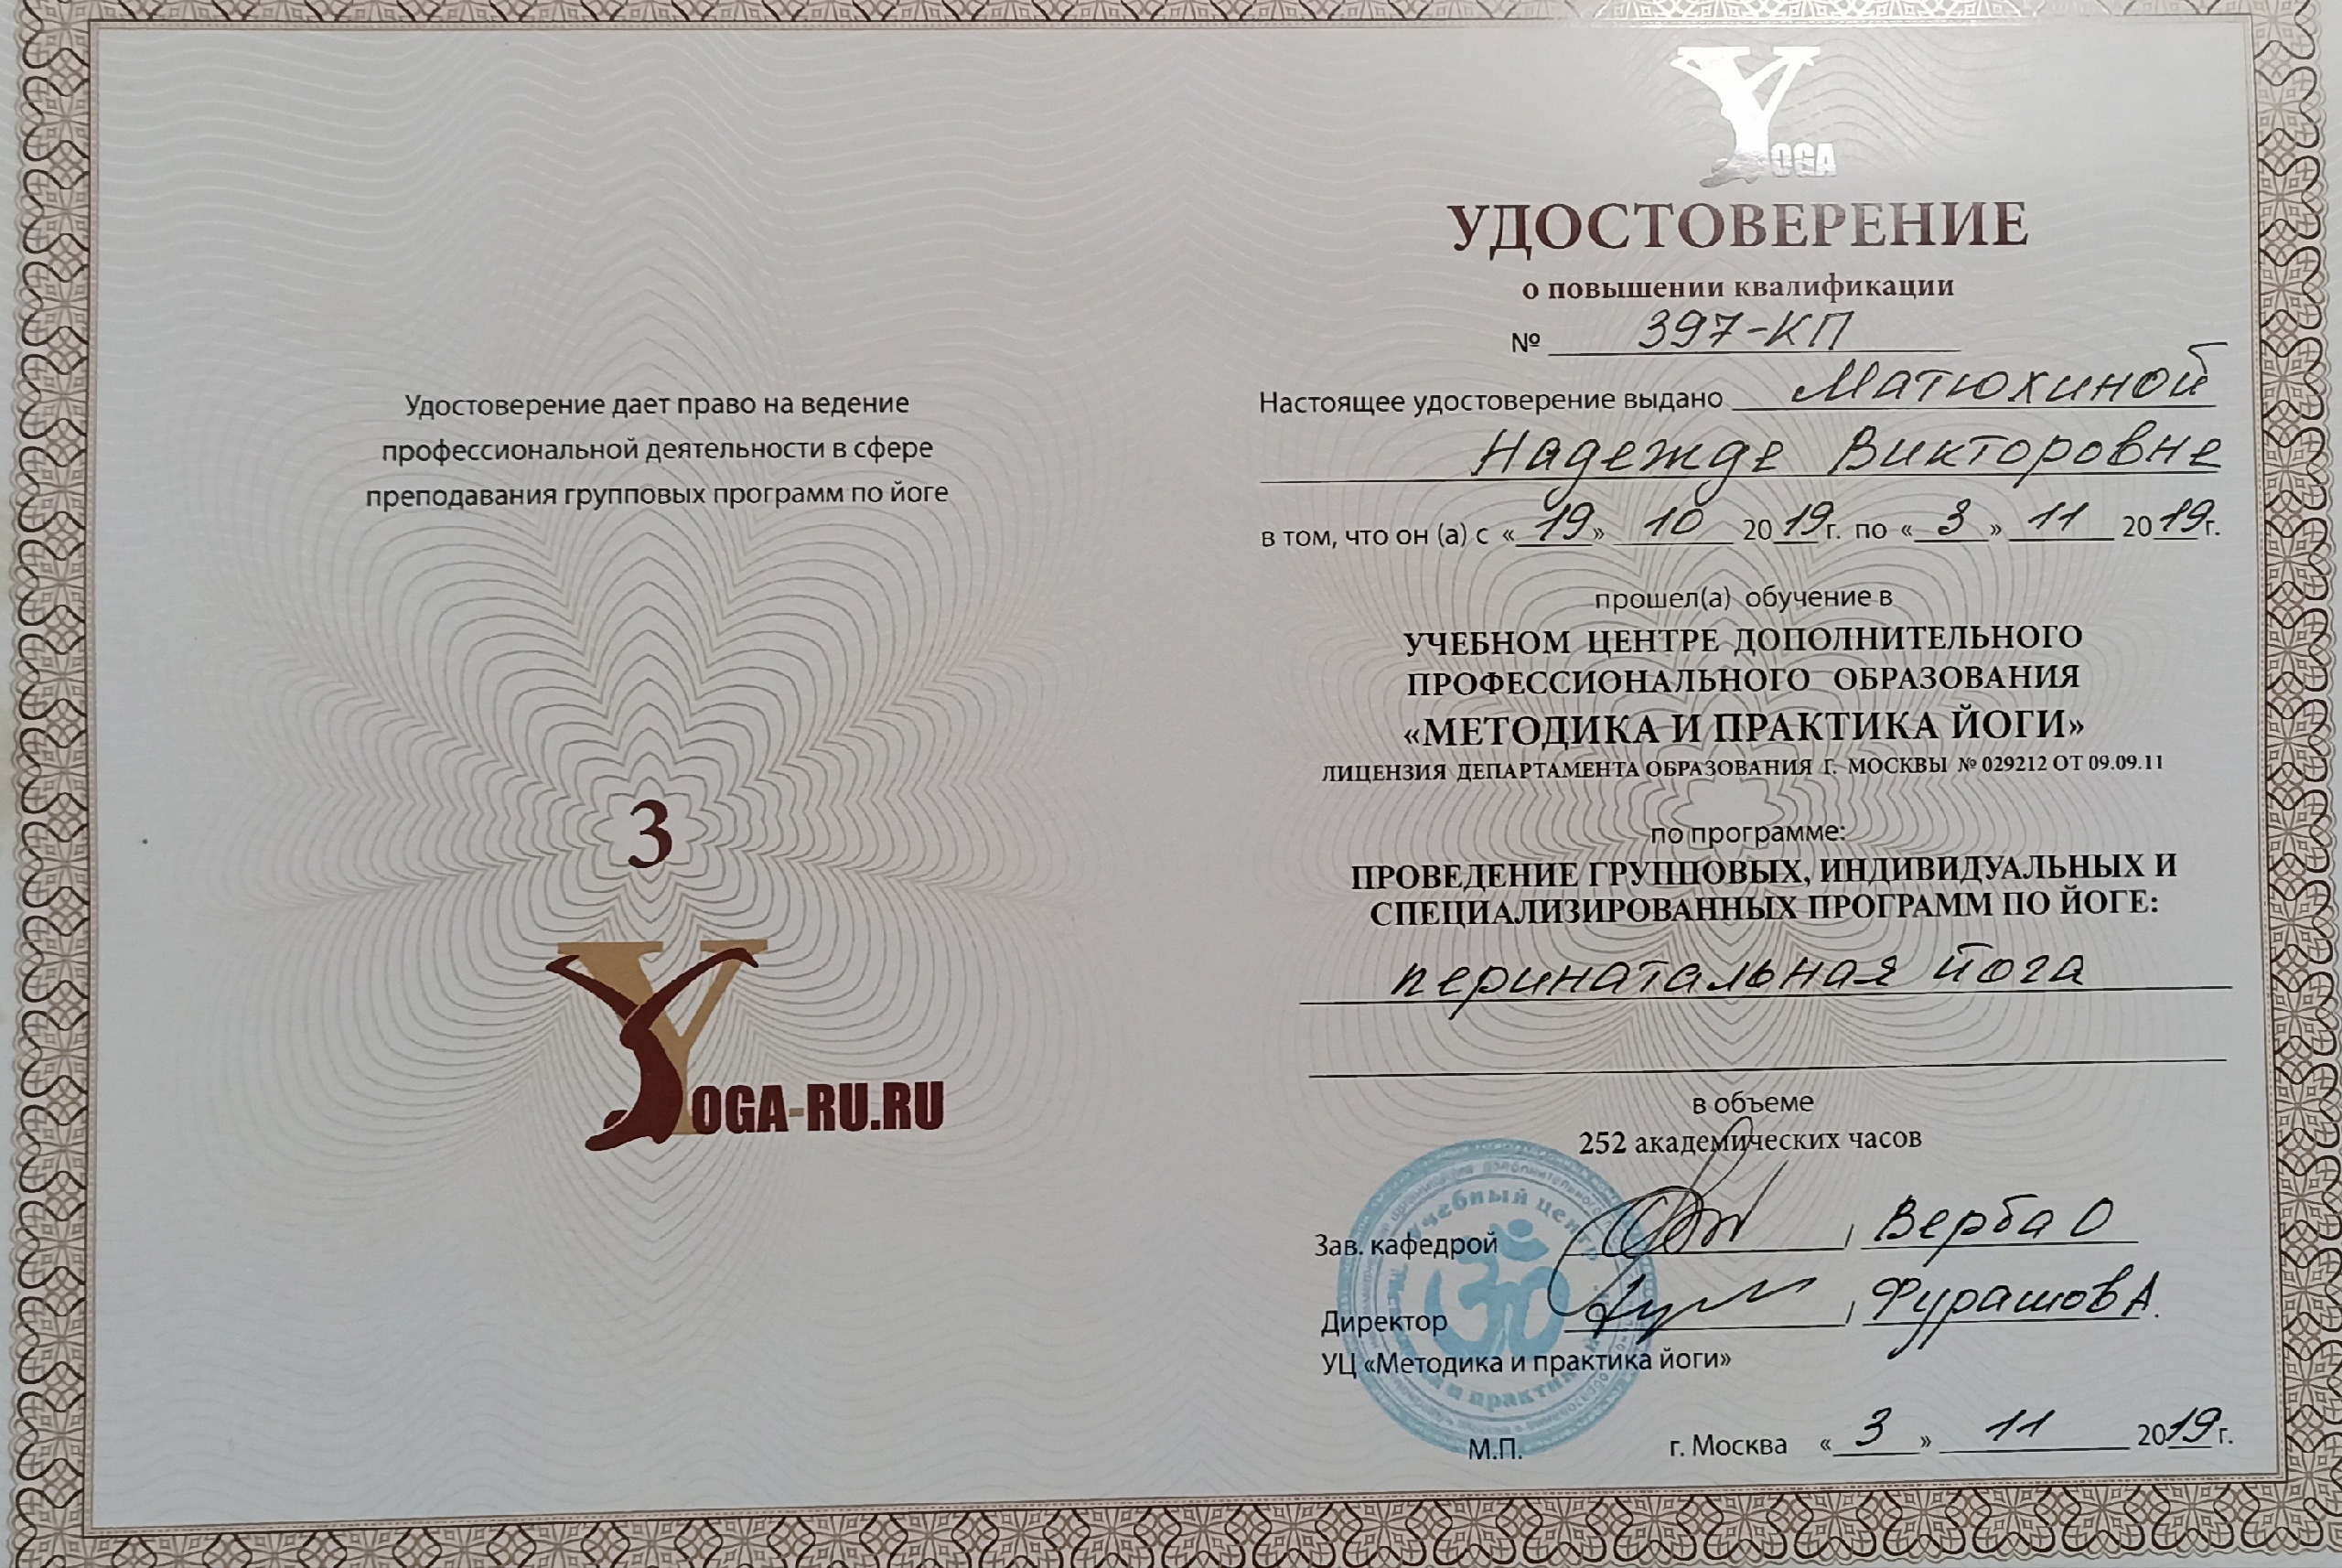 Удостоверение дает право на ведение
профессиональной деятельности в сфере
преподавания групповых программ по йоге
3
YOGA-RU.RU
YOGA
УДОСТОВЕРЕНИЕ
о повышении квалификации
№ 397-КП
Настоящее удостоверение выдано Матюхиной
Надежде Викторовне
в том, что он (а) с «19» 10 2019г. по «3» 11 2019г.
прошел(а) обучение в
УЧЕБНОМ ЦЕНТРЕ ДОПОЛНИТЕЛЬНОГО
ПРОФЕССИОНАЛЬНОГО ОБРАЗОВАНИЯ
«МЕТОДИКА И ПРАКТИКА ЙОГИ»
ЛИЦЕНЗИЯ ДЕПАРТАМЕНТА ОБРАЗОВАНИЯ Г. МОСКВЫ № 029212 ОТ 09.09.11
по программе:
ПРОВЕДЕНИЕ ГРУППОВЫХ, ИНДИВИДУАЛЬНЫХ И
СПЕЦИАЛИЗИРОВАННЫХ ПРОГРАММ ПО ЙОГЕ:
перинатальная йога
в объеме
252 академических часов
Зав. кафедрой , Верба О
Директор , Фурашов А.
УЦ «Методика и практика йоги»
М.П. г. Москва «3» 11 2019г.